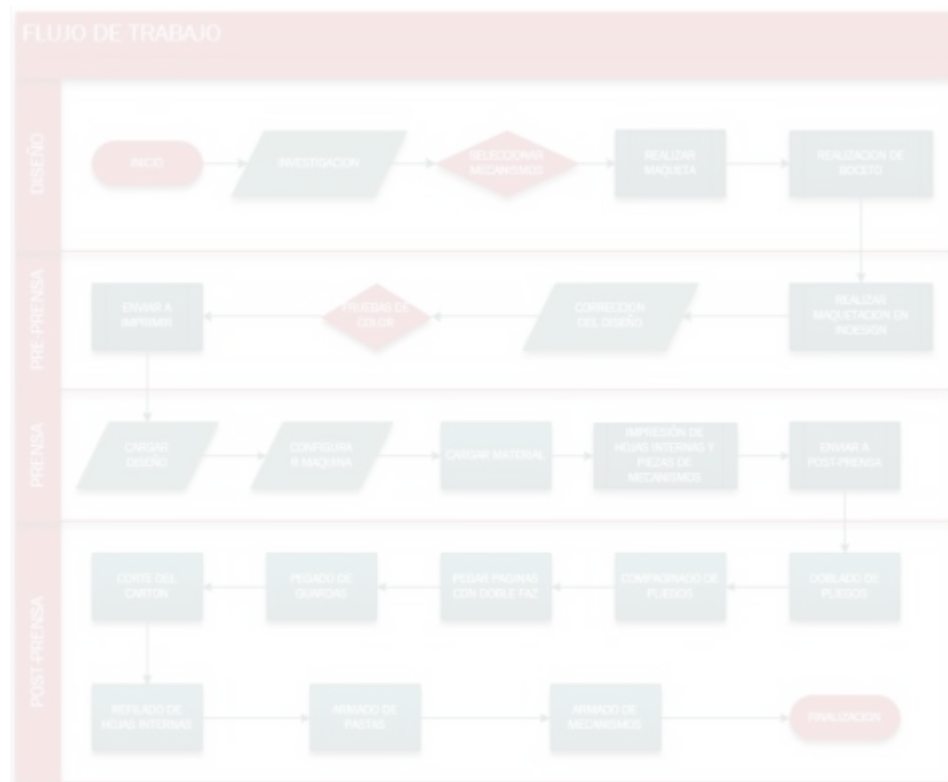 FLUJO DE TRABAJO
DISEÑO
INICIO
INVESTIGACION
SELECCIONAR
MECANISMOS
REALIZAR
MAQUETA
REALIZACION DE
BOCETO
PRE-PRENSA
ENVIAR A
IMPRIMIR
PRUEBAS DE
COLOR
CORRECCION
DEL DISEÑO
REALIZAR
MAQUETACION EN
INDESIGN
PRENSA
CARGAR
DISEÑO
CONFIGURA
R MAQUINA
CARGAR MATERIAL
IMPRESIÓN DE
HOJAS INTERNAS Y
PIEZAS DE
MECANISMOS
ENVIAR A
POST-PRENSA
POST-PRENSA
CORTE DEL
CARTON
PEGADO DE
GUARDAS
PEGAR PAGINAS
CON DOBLE FAZ
COMPAGINADO DE
PLIEGOS
DOBLADO DE
PLIEGOS
REFILADO DE
HOJAS INTERNAS
ARMADO DE
PASTAS
ARMADO DE
MECANISMOS
FINALIZACION